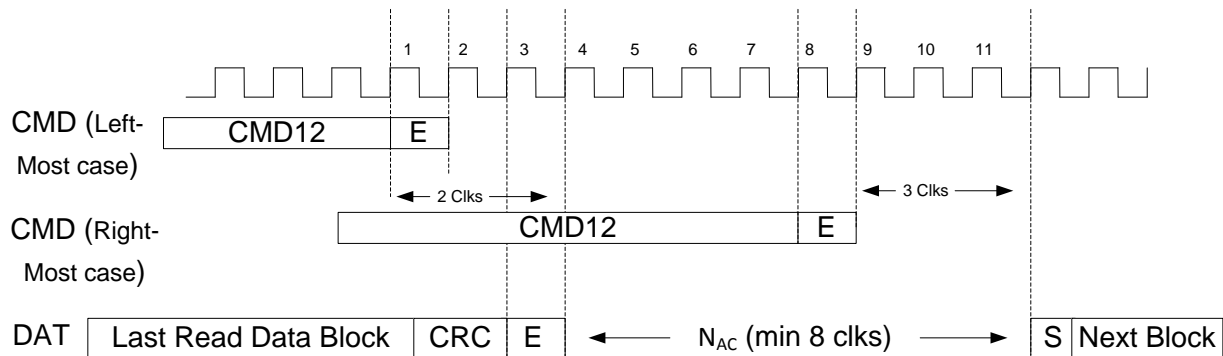 1 2 3 4 5 6 7 8 9 10 11
CMD (Left-
Most case)
CMD12 E
2 Clks
3 Clks
CMD (Right-
Most case)
CMD12 E
DAT Last Read Data Block CRC E N_AC (min 8 clks) S Next Block